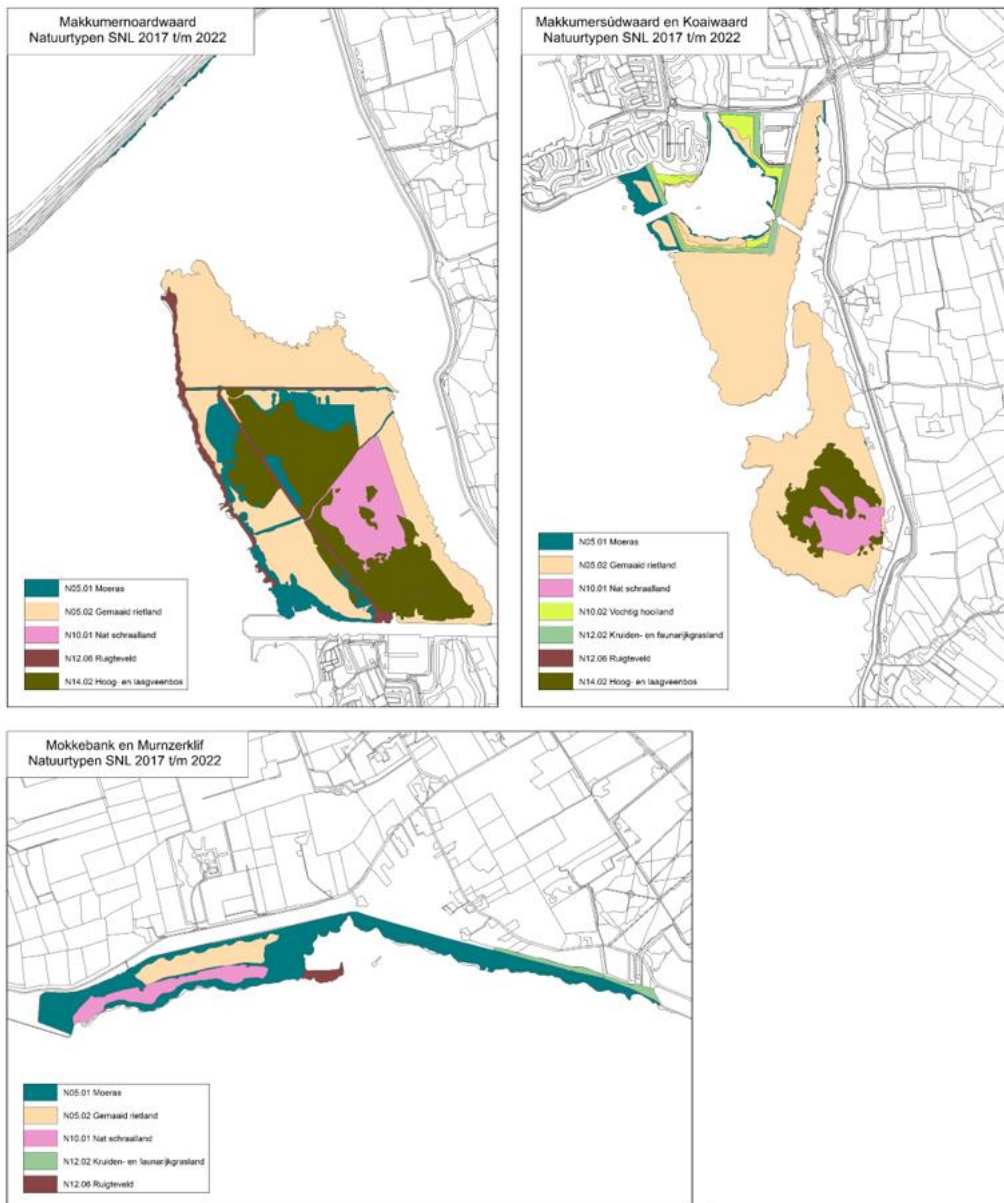 Makkumernoardwaard
Natuurtypen SNL 2017 t/m 2022
N05.01 Moeras
N05.02 Gemaaid rietland
N10.01 Nat schraalland
N12.06 Ruigteveld
N14.02 Hoog- en laagveenbos
Makkumersúdwaard en Koaiwaard
Natuurtypen SNL 2017 t/m 2022
N05.01 Moeras
N05.02 Gemaaid rietland
N10.01 Nat schraalland
N10.02 Vochtig hooiland
N12.02 Kruiden- en faunarijkgrasland
N12.06 Ruigteveld
N14.02 Hoog- en laagveenbos
Mokkebank en Murnzerklif
Natuurtypen SNL 2017 t/m 2022
N05.01 Moeras
N05.02 Gemaaid rietland
N10.01 Nat schraalland
N12.02 Kruiden- en faunarijkgrasland
N12.06 Ruigteveld